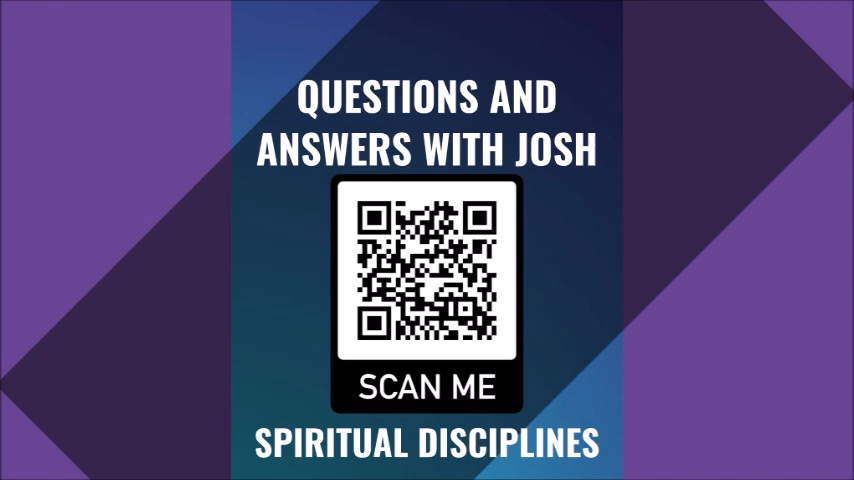 QUESTIONS AND
ANSWERS WITH JOSH
SCAN ME
SPIRITUAL DISCIPLINES